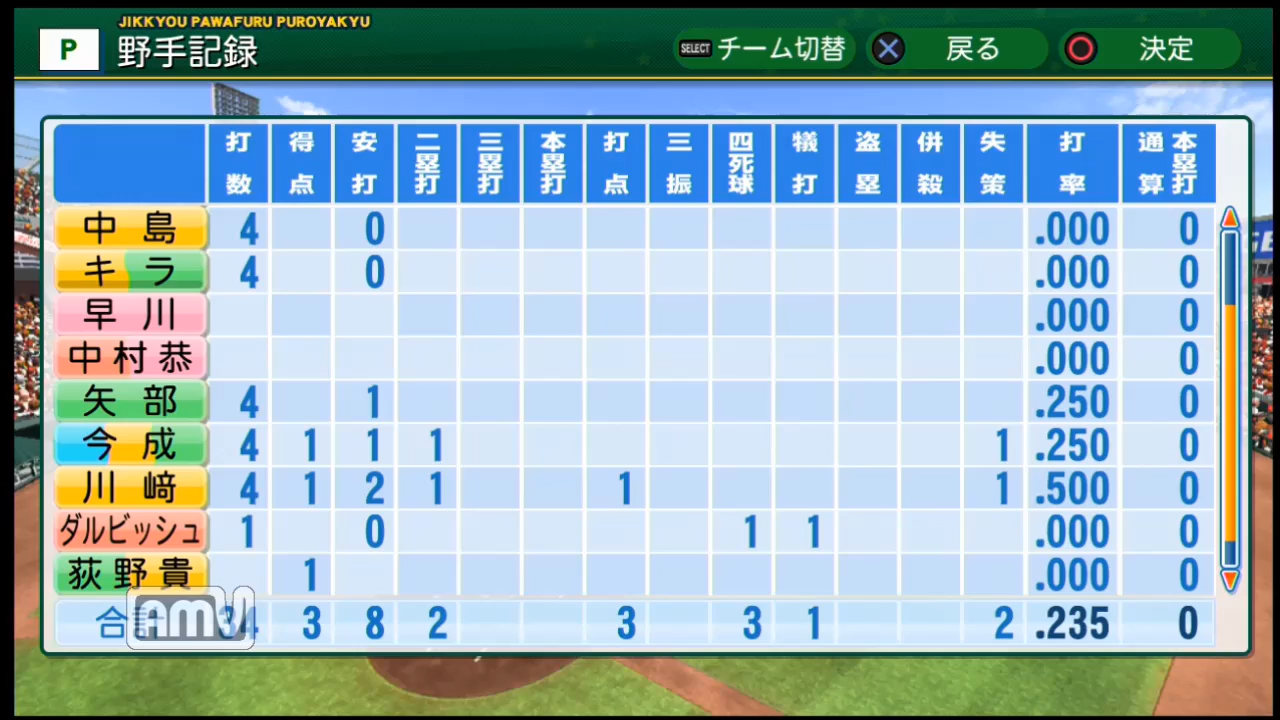 JIKKYOU PAWAFURU PUROYAKYU
P 野手記録 SELECT チーム切替 戻る 決定
打数 得点 安打 二塁打 三塁打 本塁打 打点 三振 四死球 犠打 盗塁 併殺 失策 打率 通算本塁打
中島 4 0 .000 0
キラ 4 0 .000 0
早川 .000 0
中村恭 .000 0
矢部 4 1 .250 0
今成 4 1 1 1 1 .250 0
川﨑 4 1 2 1 1 1 .500 0
ダルビッシュ 1 0 1 1 .000 0
荻野貴 1 .000 0
合計 34 3 8 2 3 3 1 2 .235 0
AMV